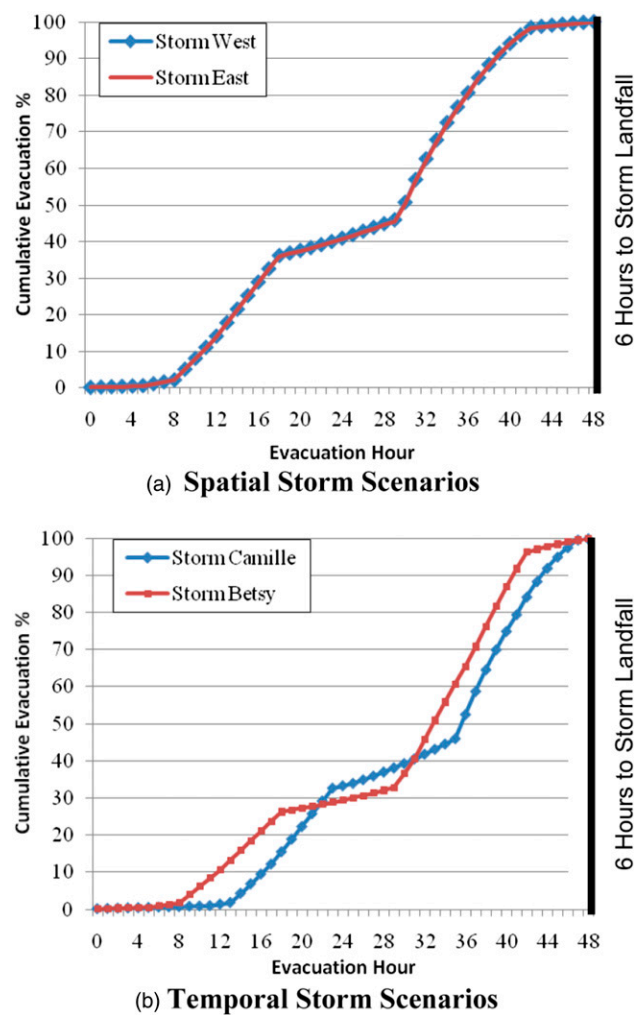 Storm West
Storm East
Cumulative Evacuation %
100
90
80
70
60
50
40
30
20
10
0
0 4 8 12 16 20 24 28 32 36 40 44 48
Evacuation Hour
6 Hours to Storm Landfall
(a) Spatial Storm Scenarios
Storm Camille
Storm Betsy
Cumulative Evacuation %
100
90
80
70
60
50
40
30
20
10
0
0 4 8 12 16 20 24 28 32 36 40 44 48
Evacuation Hour
6 Hours to Storm Landfall
(b) Temporal Storm Scenarios